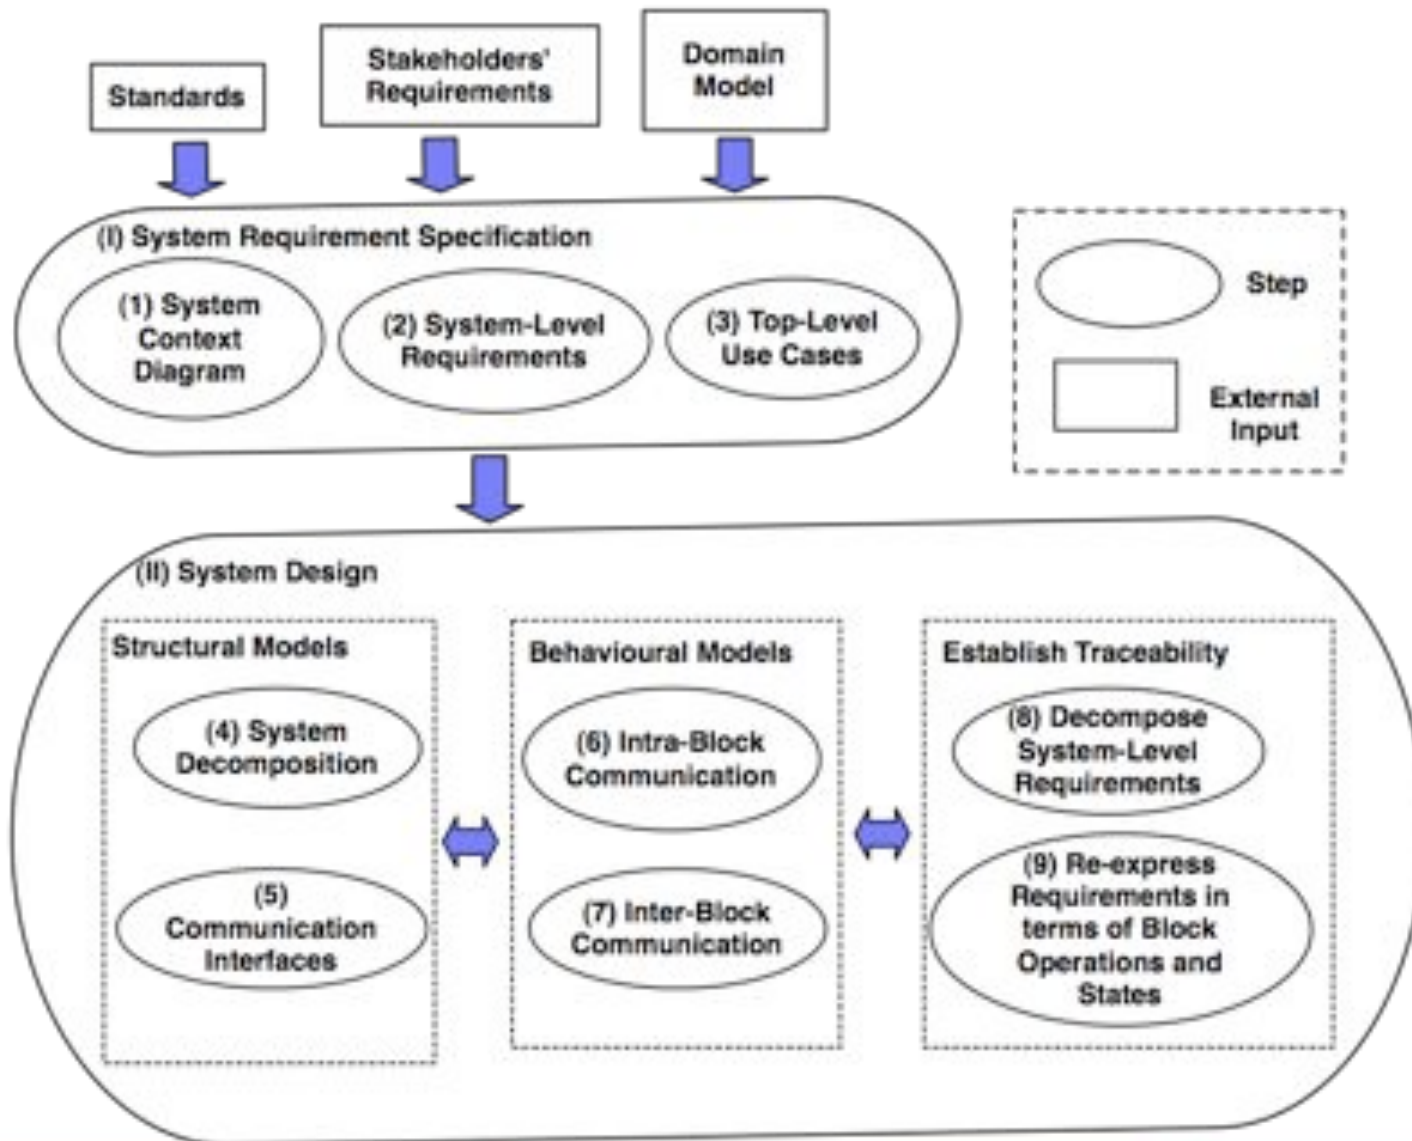 Standards
Stakeholders'
Requirements
Domain
Model
(I) System Requirement Specification
(1) System
Context
Diagram
(2) System-Level
Requirements
(3) Top-Level
Use Cases
Step
External
Input
(II) System Design
Structural Models
(4) System
Decomposition
(5)
Communication
Interfaces
Behavioural Models
(6) Intra-Block
Communication
(7) Inter-Block
Communication
Establish Traceability
(8) Decompose
System-Level
Requirements
(9) Re-express
Requirements in
terms of Block
Operations and
States